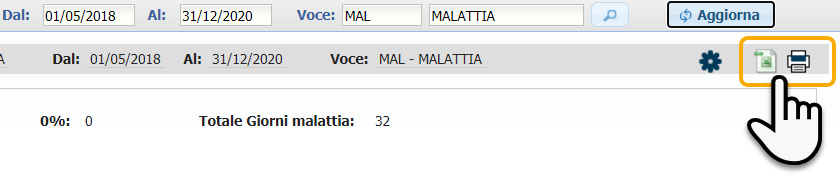 Dal: 01/05/2018 Al: 31/12/2020 Voce: MAL MALATTIA Aggiorna
Dal: 01/05/2018 Al: 31/12/2020 Voce: MAL - MALATTIA
0%: 0 Totale Giorni malattia: 32